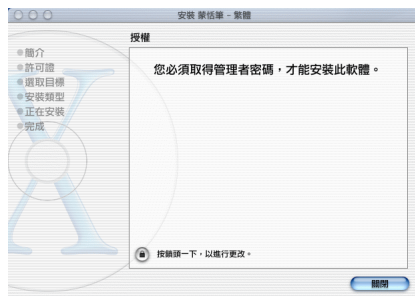 安裝 蒙恬筆 - 繁體
授權
簡介
許可證
選取目標
安裝類型
正在安裝
完成
您必須取得管理者密碼，才能安裝此軟體。
按鎖頭一下，以進行更改。
關閉